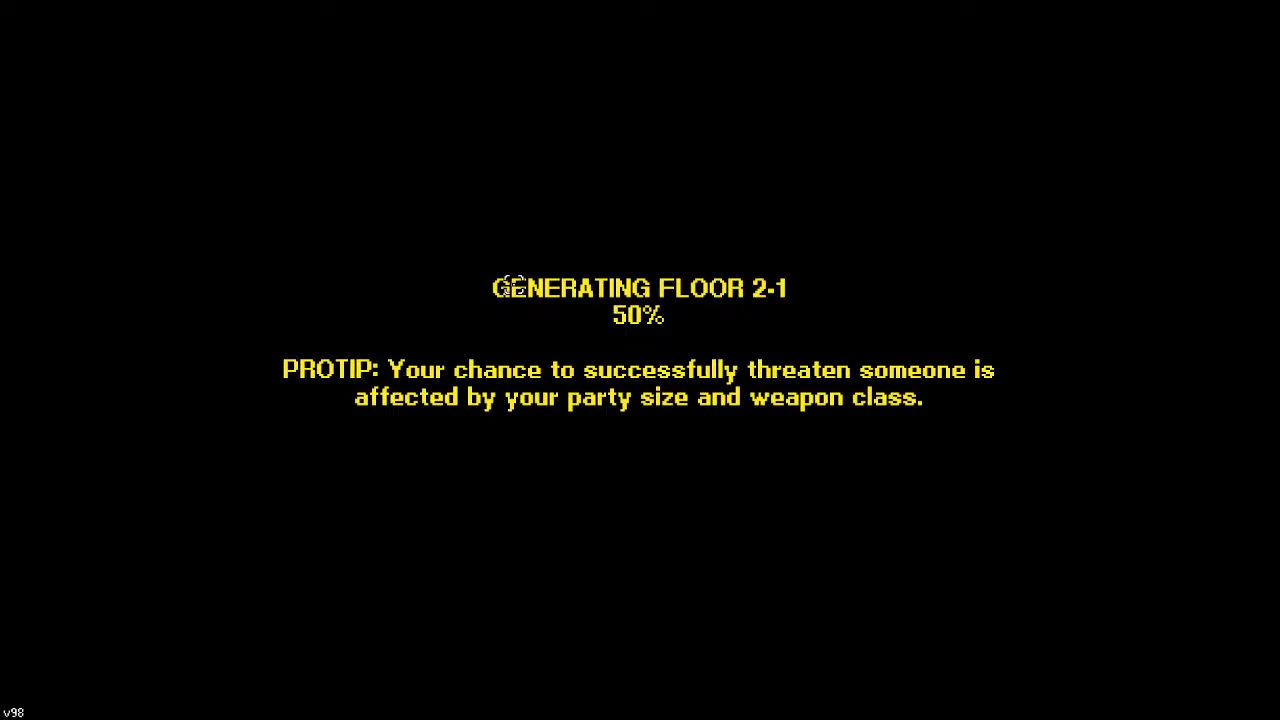 GENERATING FLOOR 2-1
50%
PROTIP: Your chance to successfully threaten someone is
affected by your party size and weapon class.
v98